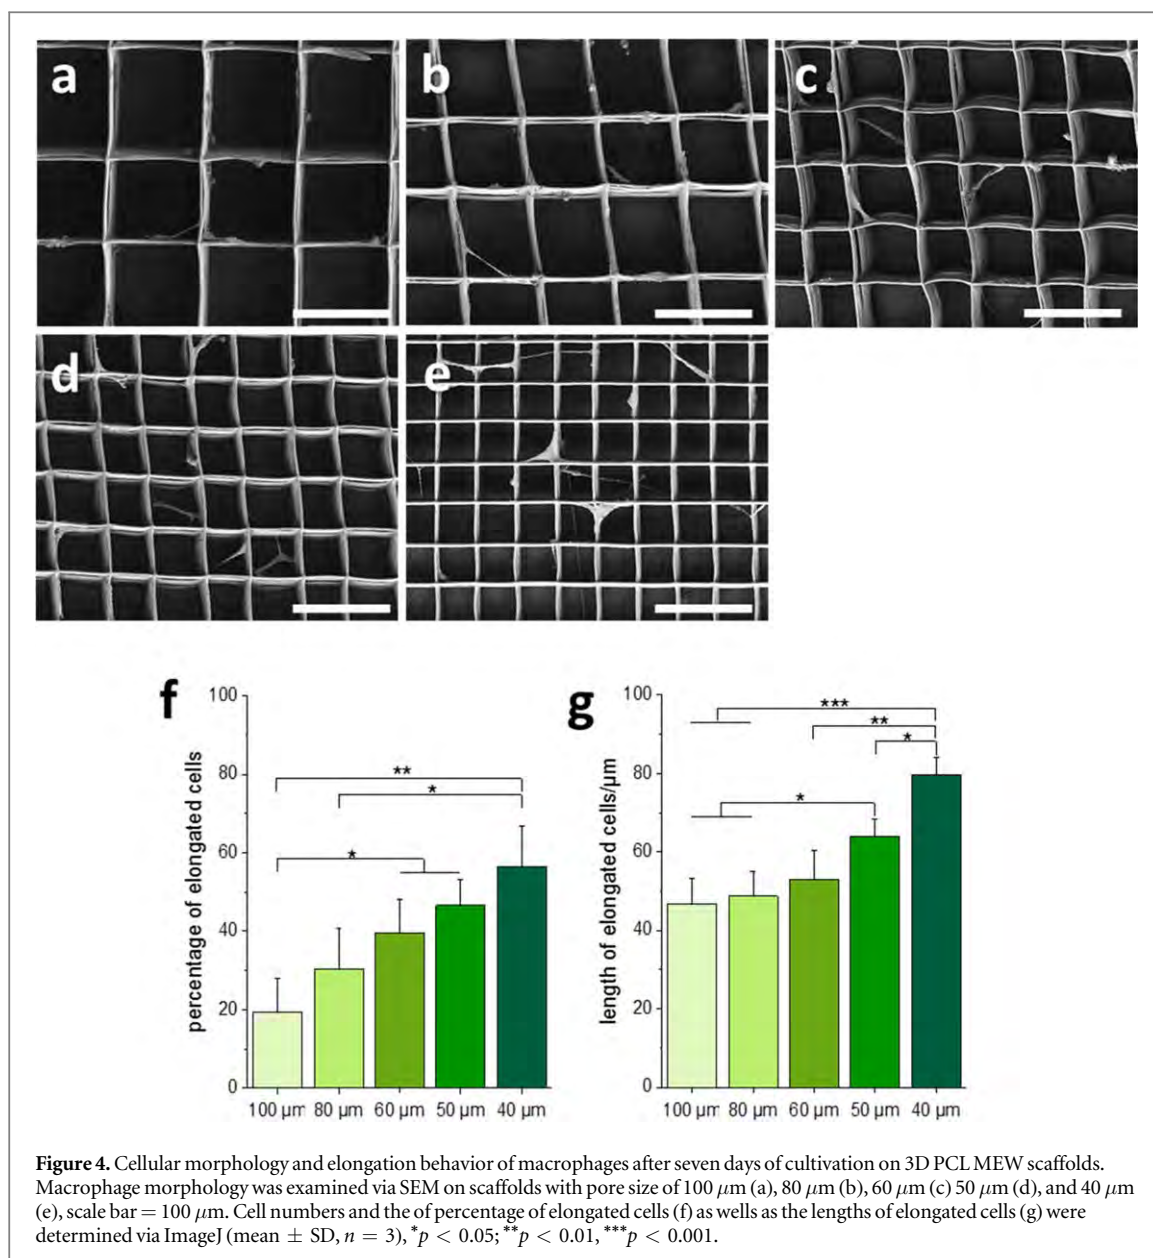 a
b
c
d
e
f
100
80
60
40
20
0
percentage of elongated cells
**
*
*
100 µm 80 µm 60 µm 50 µm 40 µm
g
100
80
60
40
20
0
length of elongated cells/µm
***
**
*
*
100 µm 80 µm 60 µm 50 µm 40 µm
Figure 4. Cellular morphology and elongation behavior of macrophages after seven days of cultivation on 3D PCL MEW scaffolds.
Macrophage morphology was examined via SEM on scaffolds with pore size of 100 μm (a), 80 μm (b), 60 μm (c) 50 μm (d), and 40 μm
(e), scale bar = 100 μm. Cell numbers and the of percentage of elongated cells (f) as wells as the lengths of elongated cells (g) were
determined via ImageJ (mean ± SD, n = 3), *p < 0.05; **p < 0.01, ***p < 0.001.